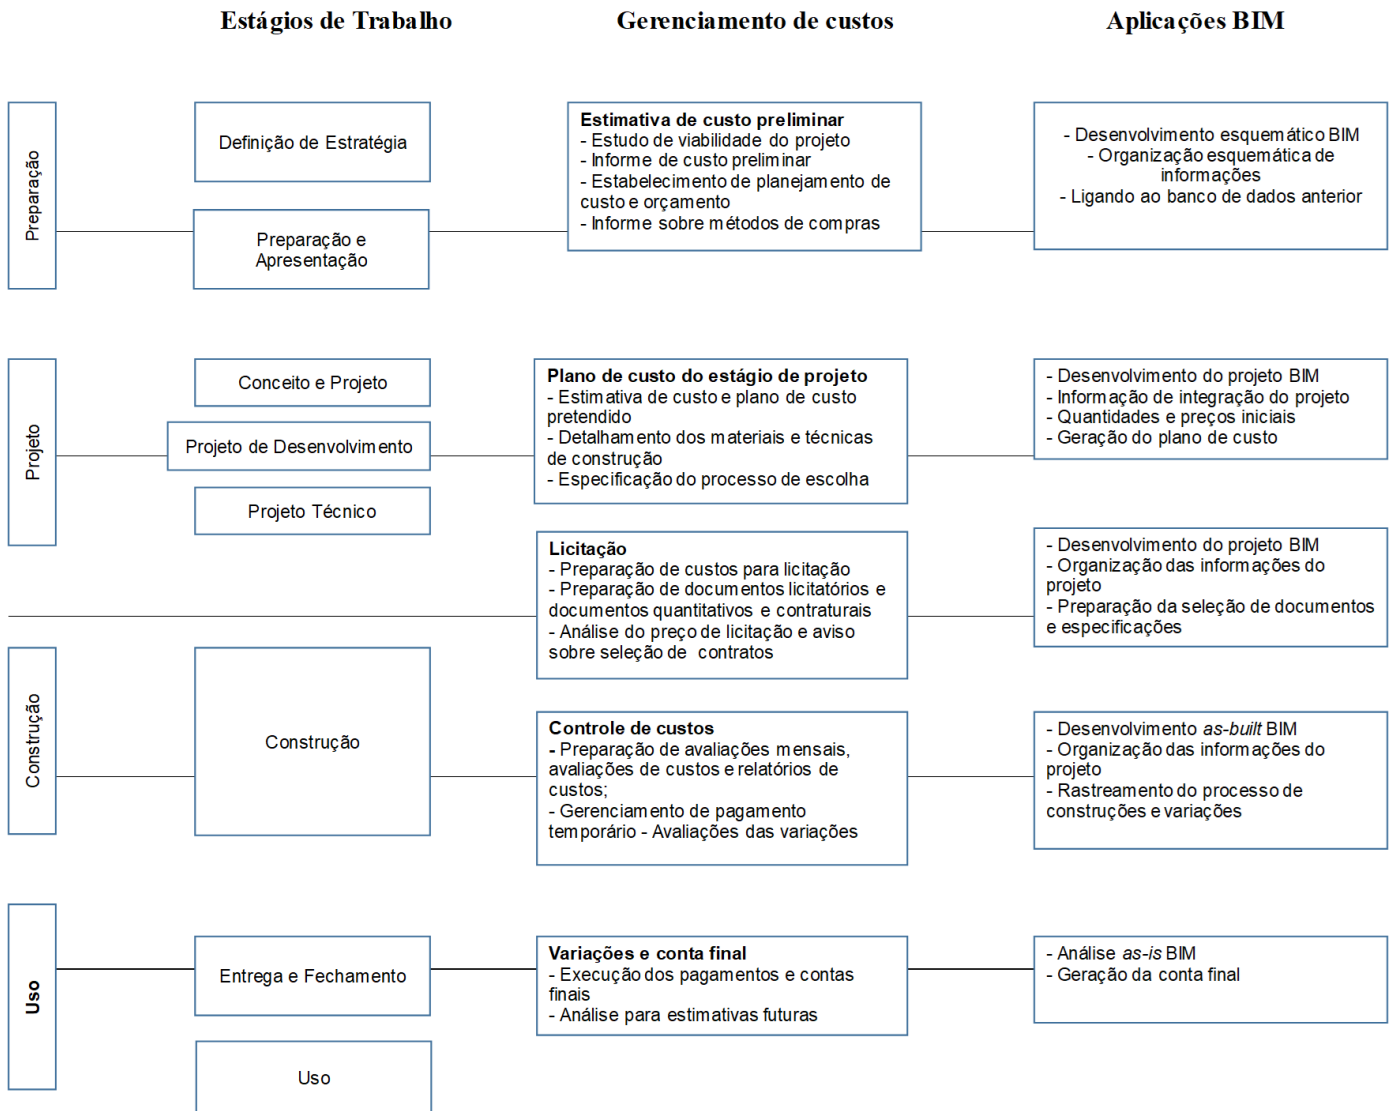 Estágios de Trabalho
Gerenciamento de custos
Aplicações BIM
Preparação
Definição de Estratégia
Preparação e
Apresentação
Estimativa de custo preliminar
- Estudo de viabilidade do projeto
- Informe de custo preliminar
- Estabelecimento de planejamento de
custo e orçamento
- Informe sobre métodos de compras
- Desenvolvimento esquemático BIM
- Organização esquemática de
informações
- Ligando ao banco de dados anterior
Projeto
Conceito e Projeto
Projeto de Desenvolvimento
Projeto Técnico
Plano de custo do estágio de projeto
- Estimativa de custo e plano de custo
pretendido
- Detalhamento dos materiais e técnicas
de construção
- Especificação do processo de escolha
- Desenvolvimento do projeto BIM
- Informação de integração do projeto
- Quantidades e preços iniciais
- Geração do plano de custo
Licitação
- Preparação de custos para licitação
- Preparação de documentos licitatórios e
documentos quantitativos e contraturais
- Análise do preço de licitação e aviso
sobre seleção de contratos
- Desenvolvimento do projeto BIM
- Organização das informações do
projeto
- Preparação da seleção de documentos
e especificações
Construção
Construção
Controle de custos
- Preparação de avaliações mensais,
avaliações de custos e relatórios de
custos;
- Gerenciamento de pagamento
temporário - Avaliações das variações
- Desenvolvimento as-built BIM
- Organização das informações do
projeto
- Rastreamento do processo de
construções e variações
Uso
Entrega e Fechamento
Uso
Variações e conta final
- Execução dos pagamentos e contas
finais
- Análise para estimativas futuras
- Análise as-is BIM
- Geração da conta final